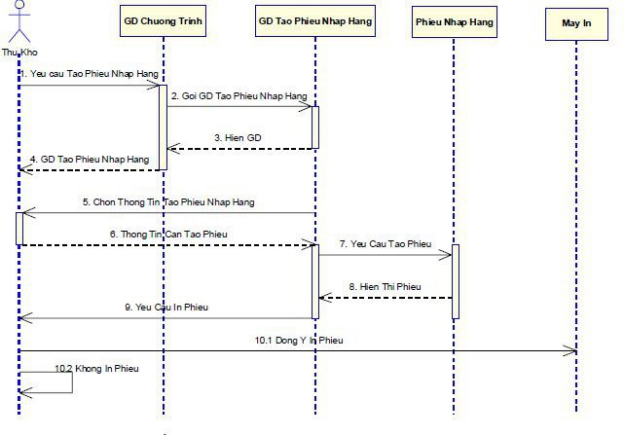 GD Chuong Trinh
GD Tao Phieu Nhap Hang
Phieu Nhap Hang
May In
Thu Kho
1. Yeu cau Tao Phieu Nhap Hang
2. Goi GD Tao Phieu Nhap Hang
3. Hien GD
4. GD Tao Phieu Nhap Hang
5. Chon Thong Tin Tao Phieu Nhap Hang
6. Thong Tin Can Tao Phieu
7. Yeu Cau Tao Phieu
8. Hien Thi Phieu
9. Yeu Cau In Phieu
10.1 Dong Y In Phieu
10.2 Khong In Phieu